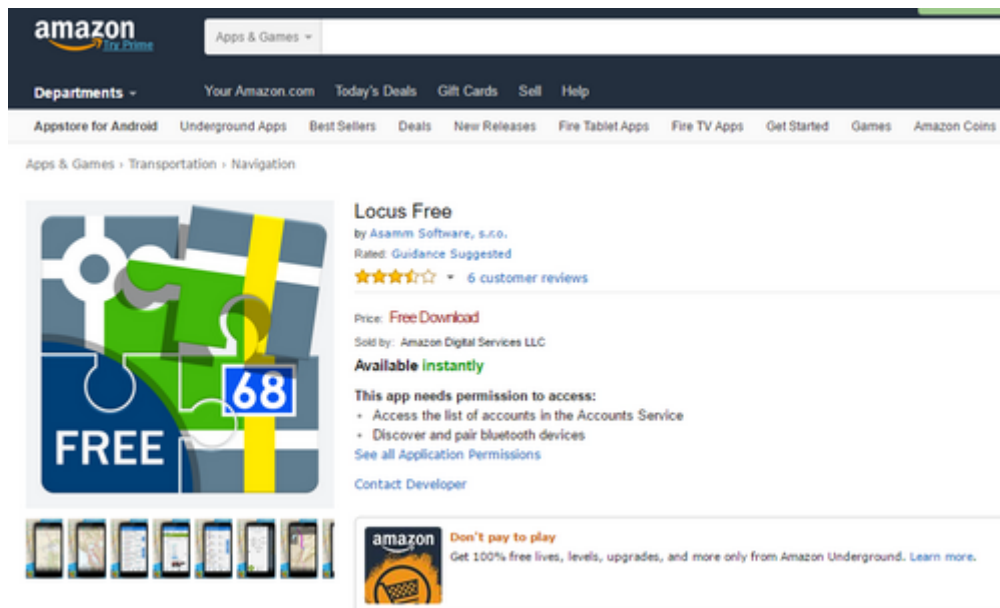 amazon
Try Prime
Apps & Games
Departments
Your Amazon.com Today's Deals Gift Cards Sell Help
Appstore for Android Underground Apps Best Sellers Deals New Releases Fire Tablet Apps Fire TV Apps Get Started Games Amazon Coins
Apps & Games › Transportation › Navigation
68
FREE
Locus Free
by Asamm Software, s.r.o.
Rated: Guidance Suggested
6 customer reviews
Price: Free Download
Sold by: Amazon Digital Services LLC
Available instantly
This app needs permission to access:
• Access the list of accounts in the Accounts Service
• Discover and pair bluetooth devices
See all Application Permissions
Contact Developer
amazon
Don't pay to play
Get 100% free lives, levels, upgrades, and more only from Amazon Underground. Learn more.